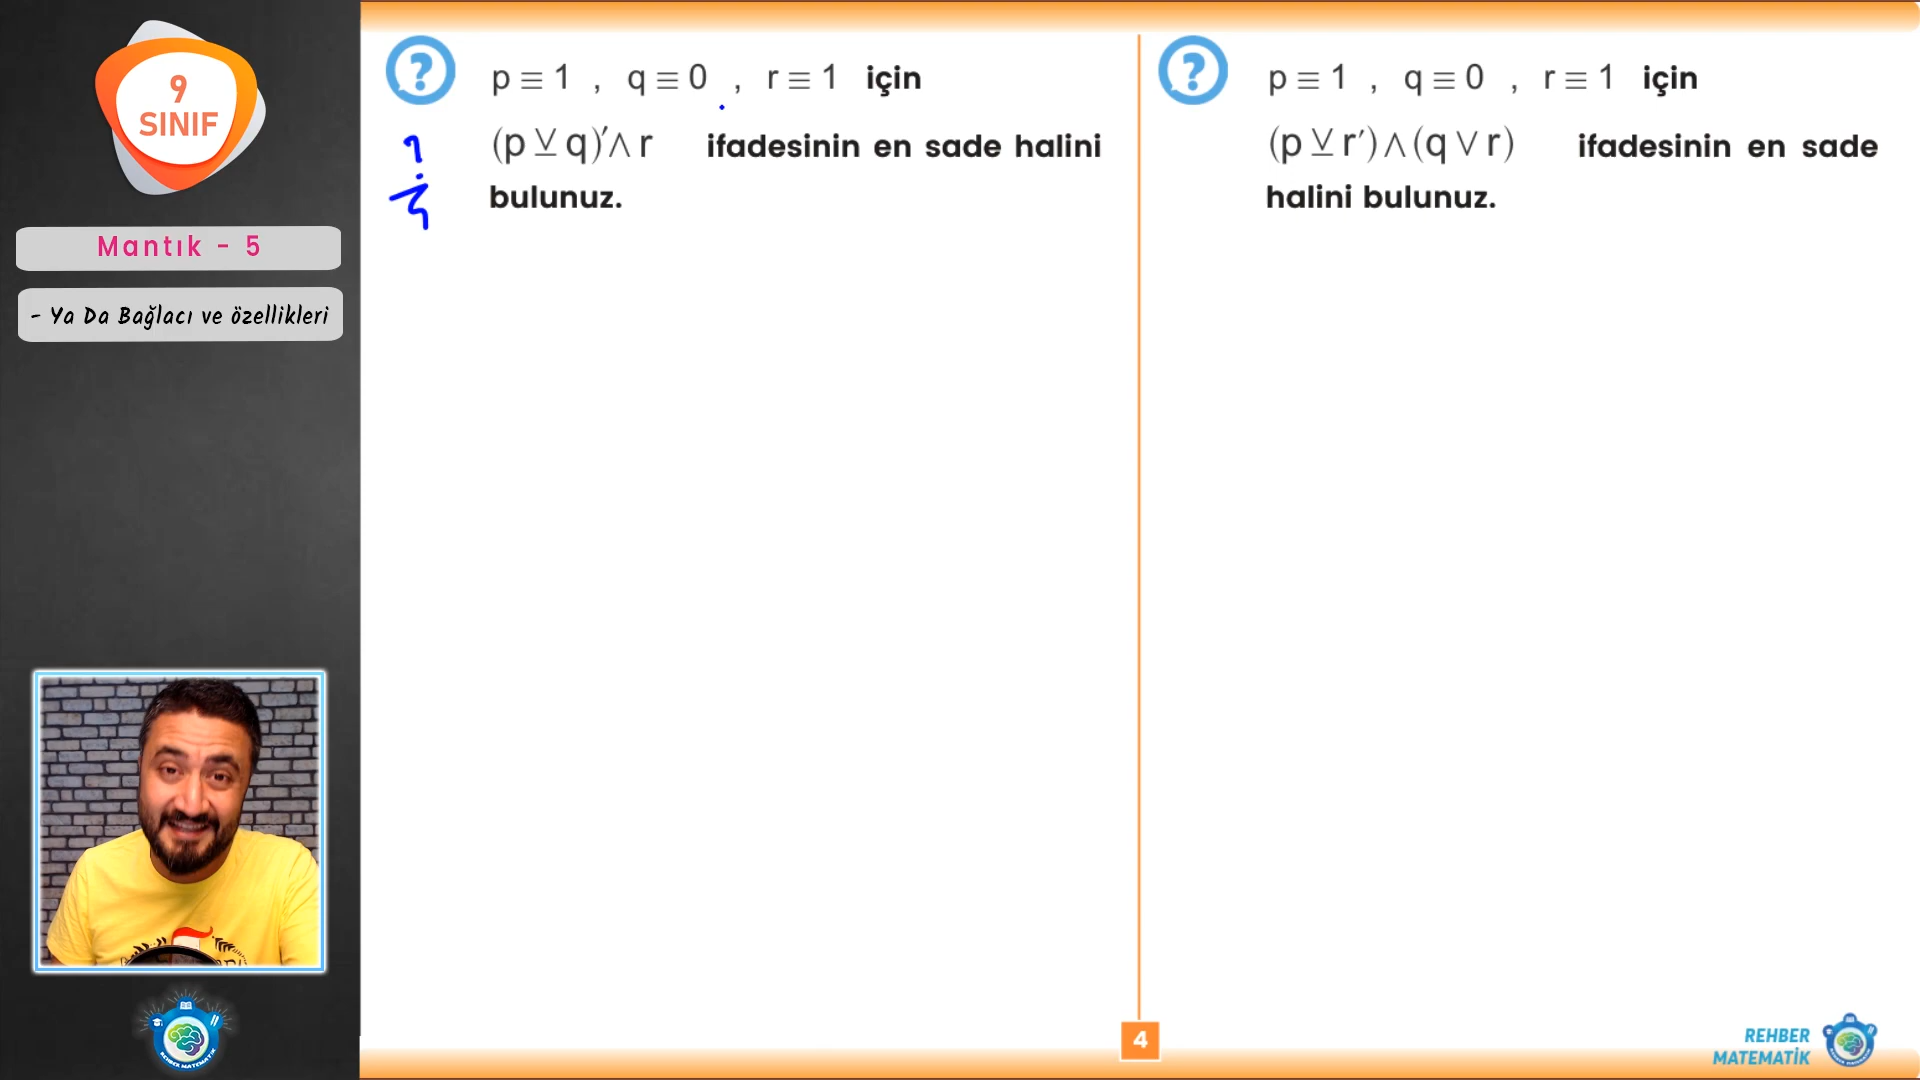 9
SINIF
Mantık - 5
- Ya Da Bağlacı ve özellikleri
p ≡ 1 , q ≡ 0 , r ≡ 1 için
(p ⊻ q)′∧ r ifadesinin en sade halini
bulunuz.
p ≡ 1 , q ≡ 0 , r ≡ 1 için
(p ⊻ r′) ∧ (q ∨ r) ifadesinin en sade
halini bulunuz.
4
REHBER
MATEMATİK